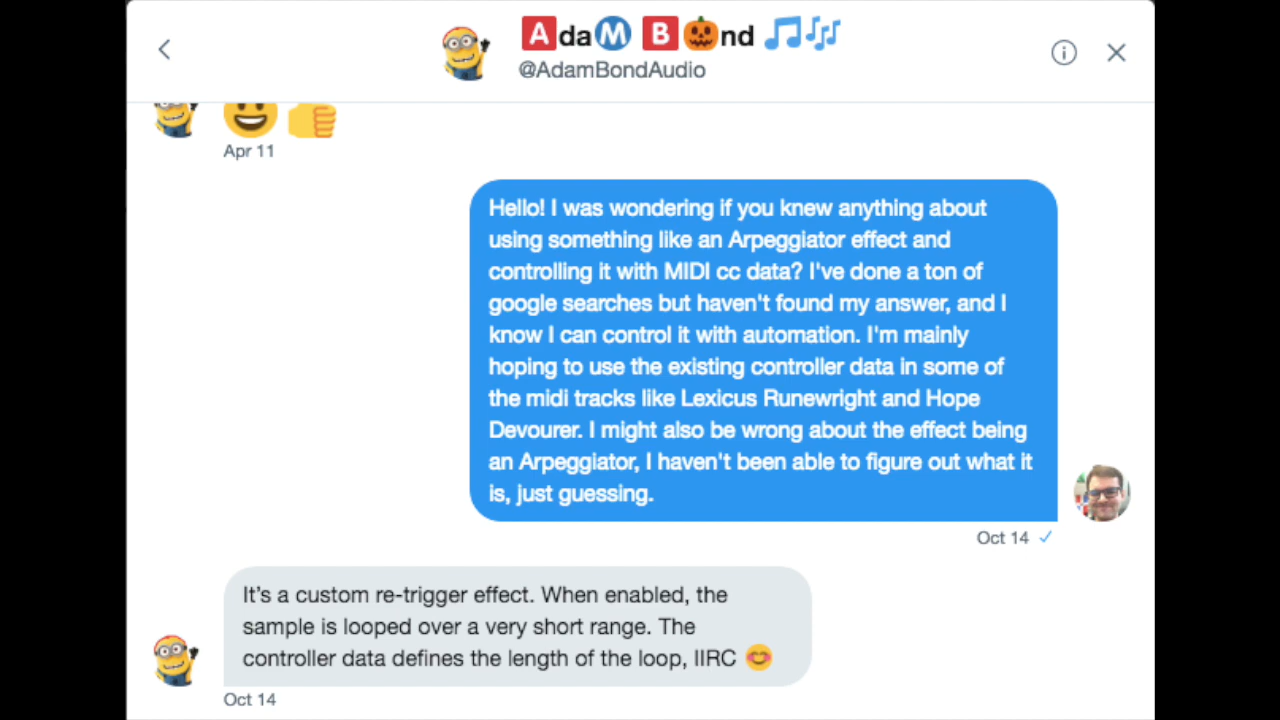 🅰️daⓂ️ 🅱️🎃nd 🎵🎶
@AdamBondAudio
😃 👍
Apr 11
Hello! I was wondering if you knew anything about
using something like an Arpeggiator effect and
controlling it with MIDI cc data? I've done a ton of
google searches but haven't found my answer, and I
know I can control it with automation. I'm mainly
hoping to use the existing controller data in some of
the midi tracks like Lexicus Runewright and Hope
Devourer. I might also be wrong about the effect being
an Arpeggiator, I haven't been able to figure out what it
is, just guessing.
Oct 14 ✓
It’s a custom re-trigger effect. When enabled, the
sample is looped over a very short range. The
controller data defines the length of the loop, IIRC 😊
Oct 14